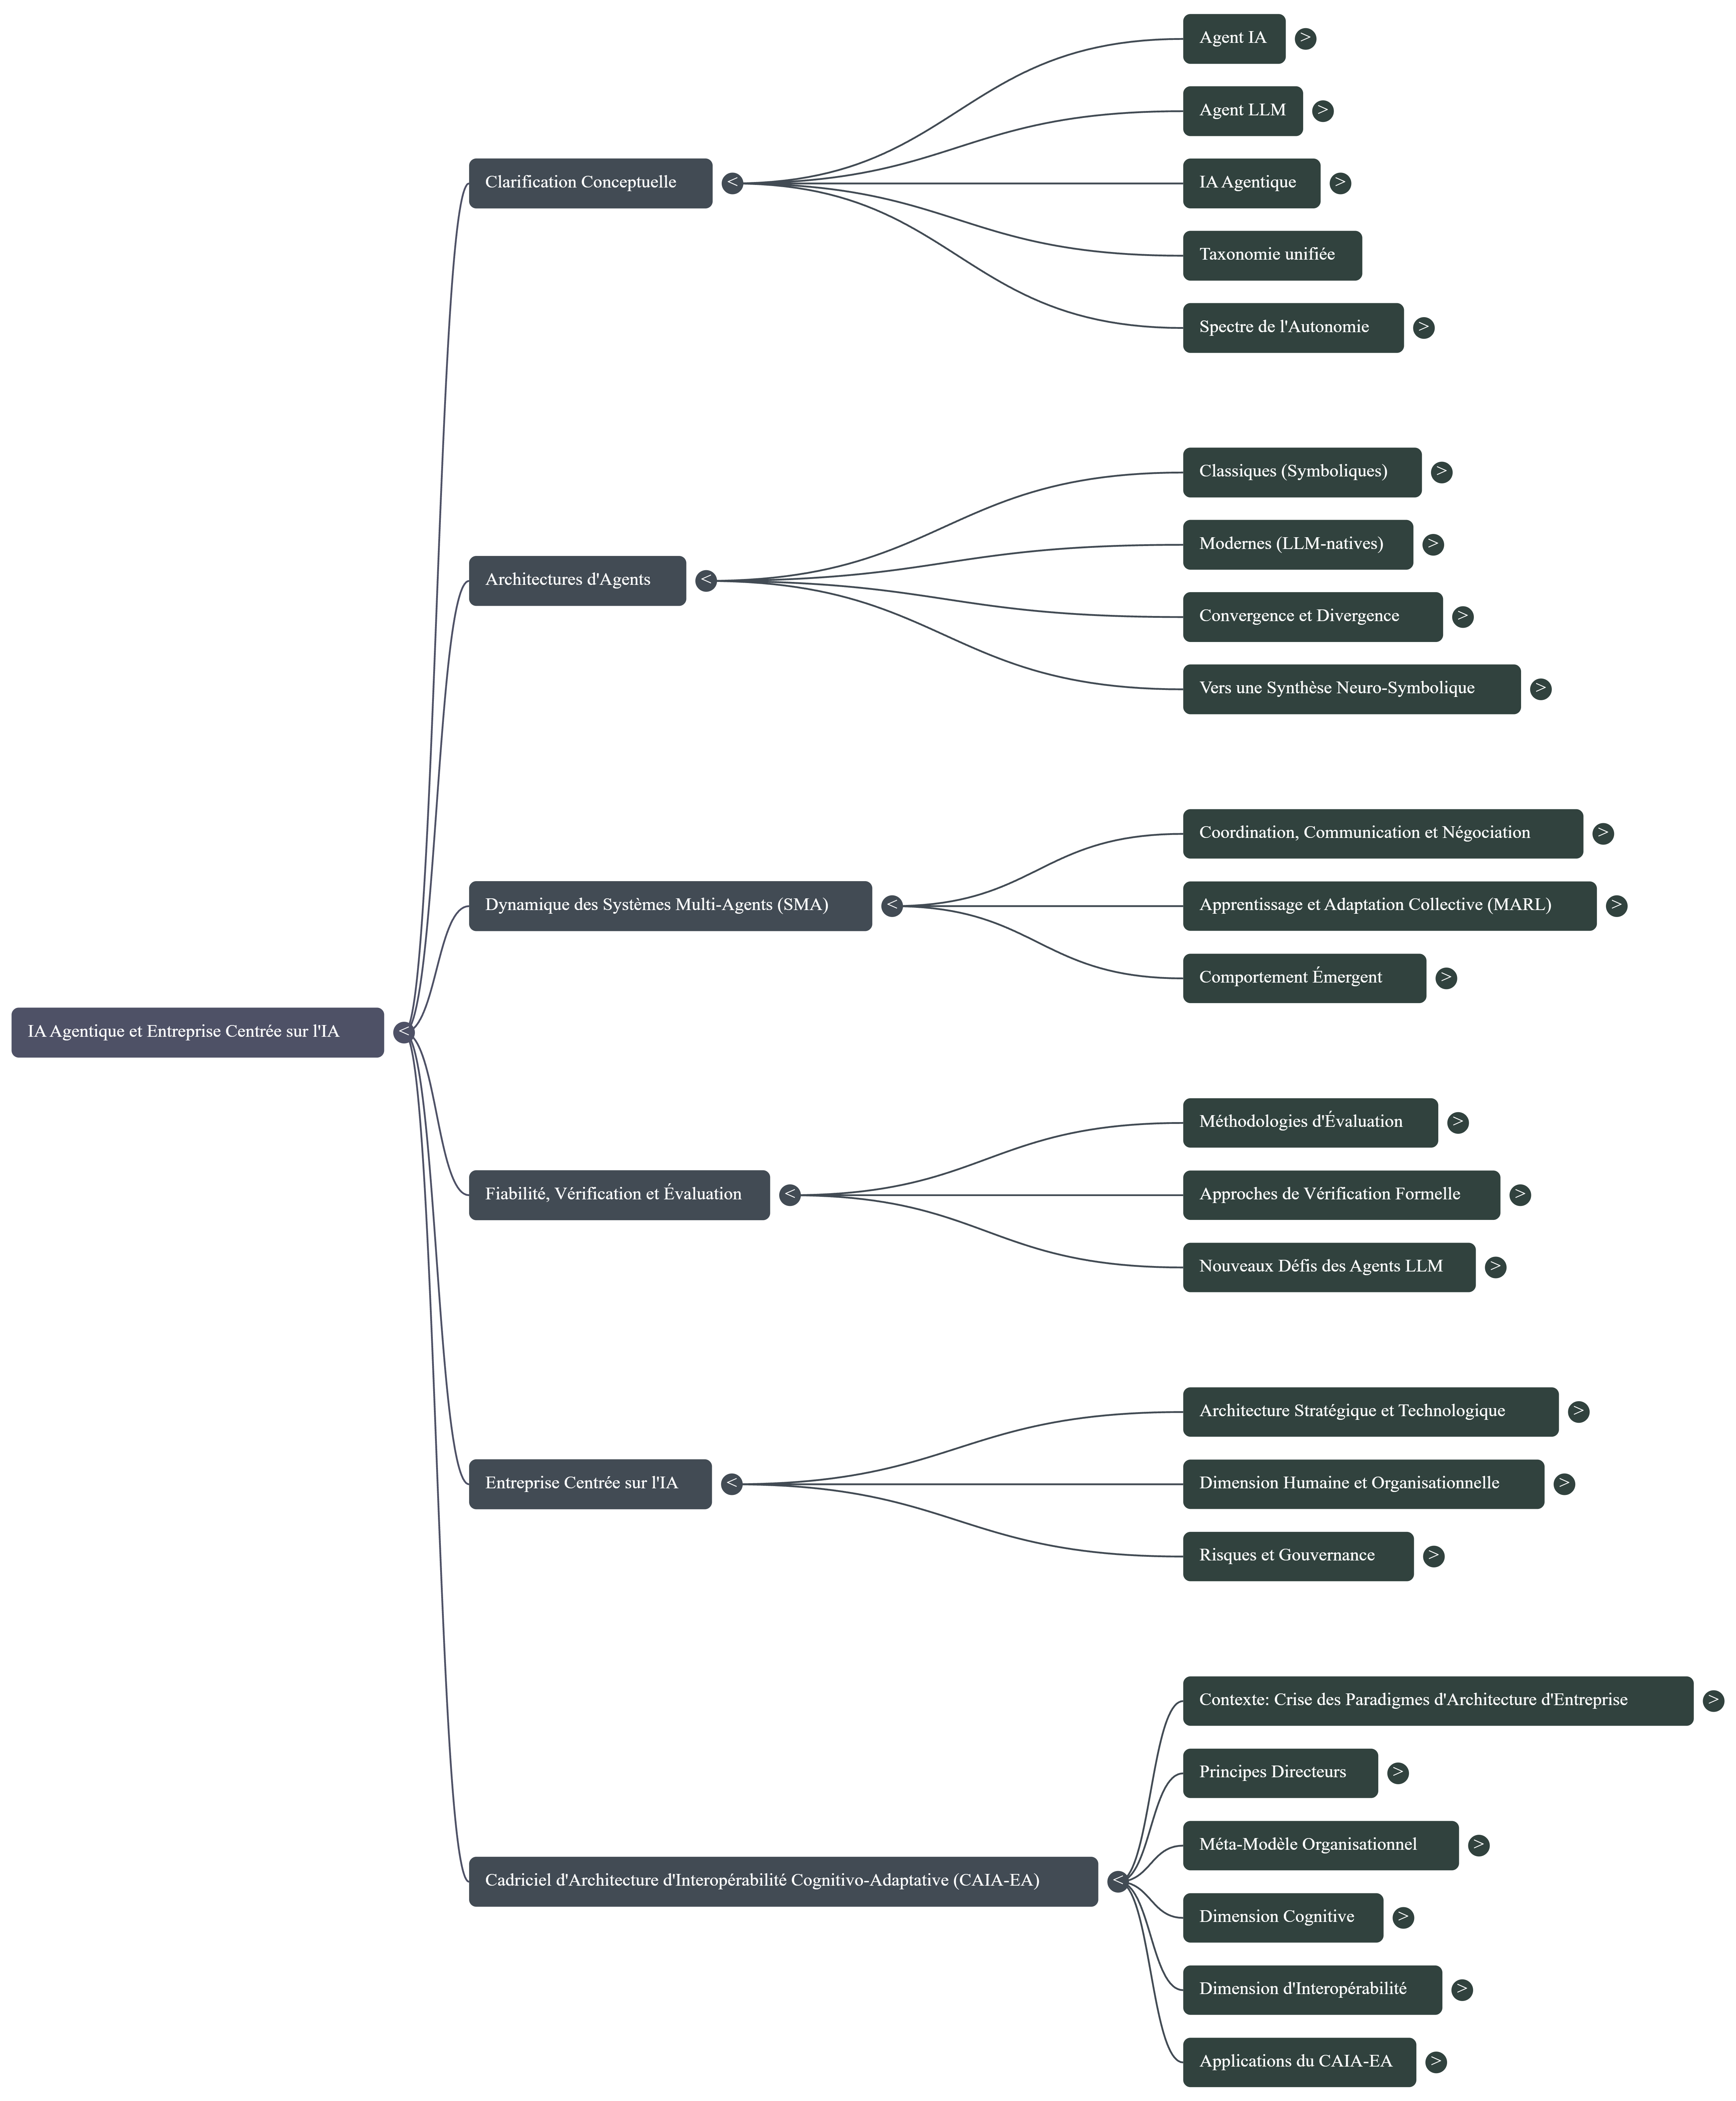 IA Agentique et Entreprise Centrée sur l'IA
<
Clarification Conceptuelle
<
Agent IA
>
Agent LLM
>
IA Agentique
>
Taxonomie unifiée
Spectre de l'Autonomie
>
Architectures d'Agents
<
Classiques (Symboliques)
>
Modernes (LLM-natives)
>
Convergence et Divergence
>
Vers une Synthèse Neuro-Symbolique
>
Dynamique des Systèmes Multi-Agents (SMA)
<
Coordination, Communication et Négociation
>
Apprentissage et Adaptation Collective (MARL)
>
Comportement Émergent
>
Fiabilité, Vérification et Évaluation
<
Méthodologies d'Évaluation
>
Approches de Vérification Formelle
>
Nouveaux Défis des Agents LLM
>
Entreprise Centrée sur l'IA
<
Architecture Stratégique et Technologique
>
Dimension Humaine et Organisationnelle
>
Risques et Gouvernance
>
Cadriciel d'Architecture d'Interopérabilité Cognitivo-Adaptative (CAIA-EA)
<
Contexte: Crise des Paradigmes d'Architecture d'Entreprise
>
Principes Directeurs
>
Méta-Modèle Organisationnel
>
Dimension Cognitive
>
Dimension d'Interopérabilité
>
Applications du CAIA-EA
>